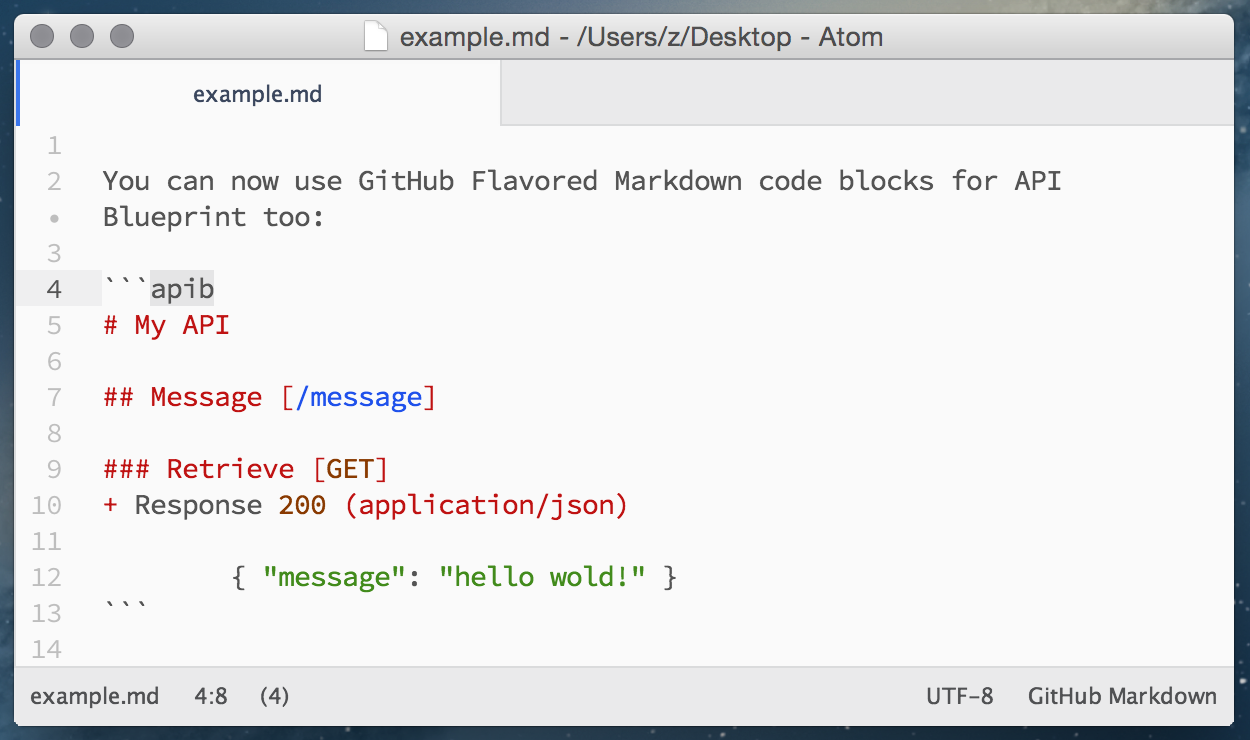 example.md - /Users/z/Desktop - Atom
example.md
1
2 You can now use GitHub Flavored Markdown code blocks for API
• Blueprint too:
3
4 ```apib
5 # My API
6
7 ## Message [/message]
8
9 ### Retrieve [GET]
10 + Response 200 (application/json)
11
12         { "message": "hello wold!" }
13 ```
14
example.md 4:8 (4) UTF-8 GitHub Markdown